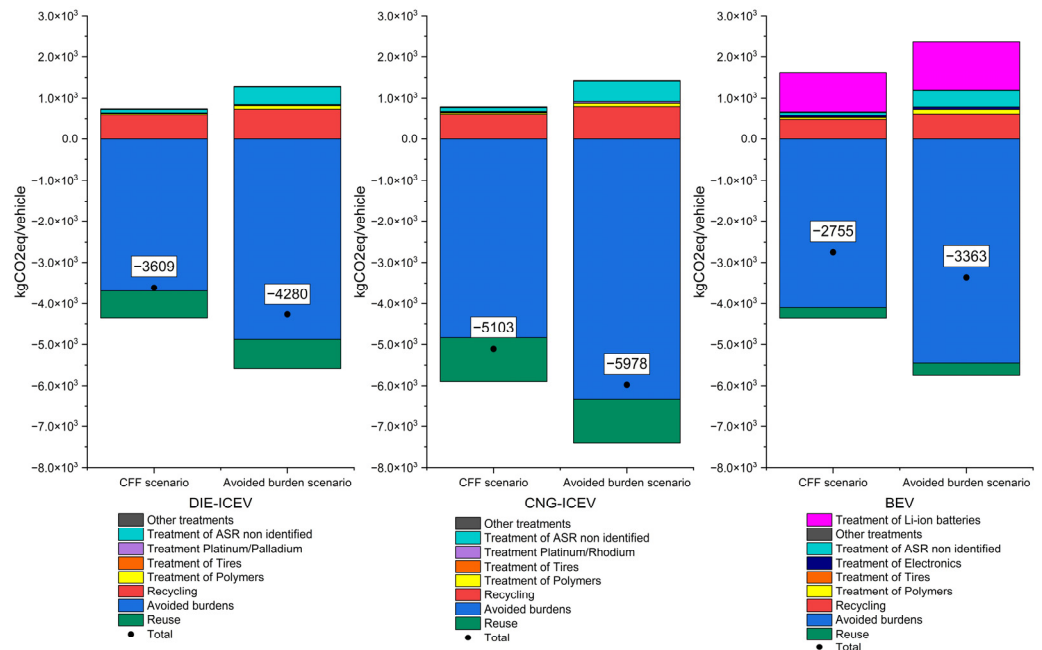 kgCO2eq/vehicle
3.0×10³
2.0×10³
1.0×10³
0.0
−1.0×10³
−2.0×10³
−3.0×10³
−4.0×10³
−5.0×10³
−6.0×10³
−7.0×10³
−8.0×10³
−3609
−4280
CFF scenario
Avoided burden scenario
DIE-ICEV
Other treatments
Treatment of ASR non identified
Treatment Platinum/Palladium
Treatment of Tires
Treatment of Polymers
Recycling
Avoided burdens
Reuse
Total
kgCO2eq/vehicle
3.0×10³
2.0×10³
1.0×10³
0.0
−1.0×10³
−2.0×10³
−3.0×10³
−4.0×10³
−5.0×10³
−6.0×10³
−7.0×10³
−8.0×10³
−5103
−5978
CFF scenario
Avoided burden scenario
CNG-ICEV
Other treatments
Treatment of ASR non identified
Treatment Platinum/Rhodium
Treatment of Tires
Treatment of Polymers
Recycling
Avoided burdens
Reuse
Total
kgCO2eq/vehicle
3.0×10³
2.0×10³
1.0×10³
0.0
−1.0×10³
−2.0×10³
−3.0×10³
−4.0×10³
−5.0×10³
−6.0×10³
−7.0×10³
−8.0×10³
−2755
−3363
CFF scenario
Avoided burden scenario
BEV
Treatment of Li-ion batteries
Other treatments
Treatment of ASR non identified
Treatment of Electronics
Treatment of Tires
Treatment of Polymers
Recycling
Avoided burdens
Reuse
Total